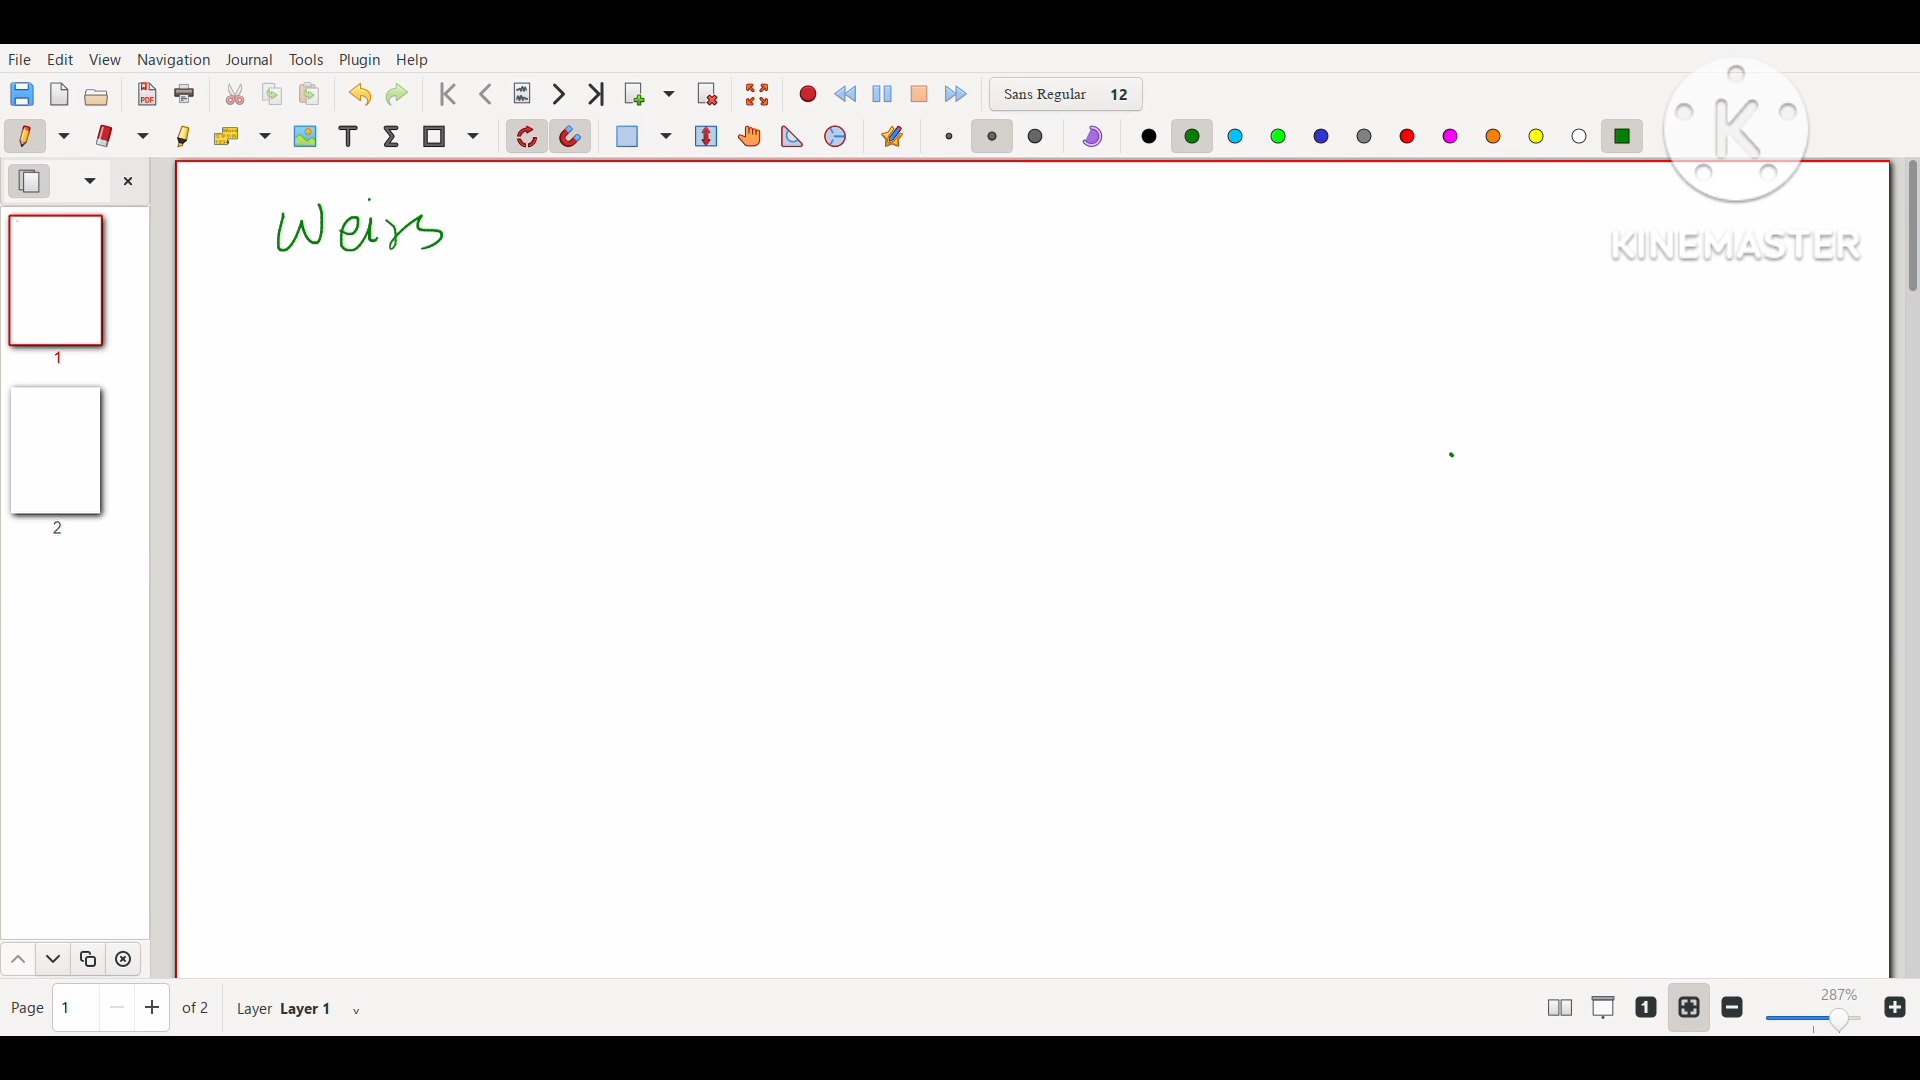 File Edit View Navigation Journal Tools Plugin Help
Sans Regular 12
Weirs
KINEMASTER
1
2
287%
Page 1 of 2 Layer Layer 1